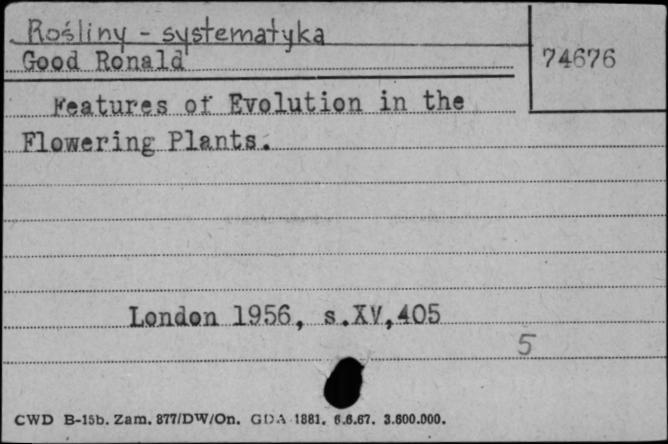 Rośliny - systematyka
Good Ronald
74676
Features of Evolution in the
Flowering Plants.
London 1956, s.XV,405
5
CWD B-15b. Zam. 877/DW/On. GDA 1881. 6.6.67. 3.600.000.